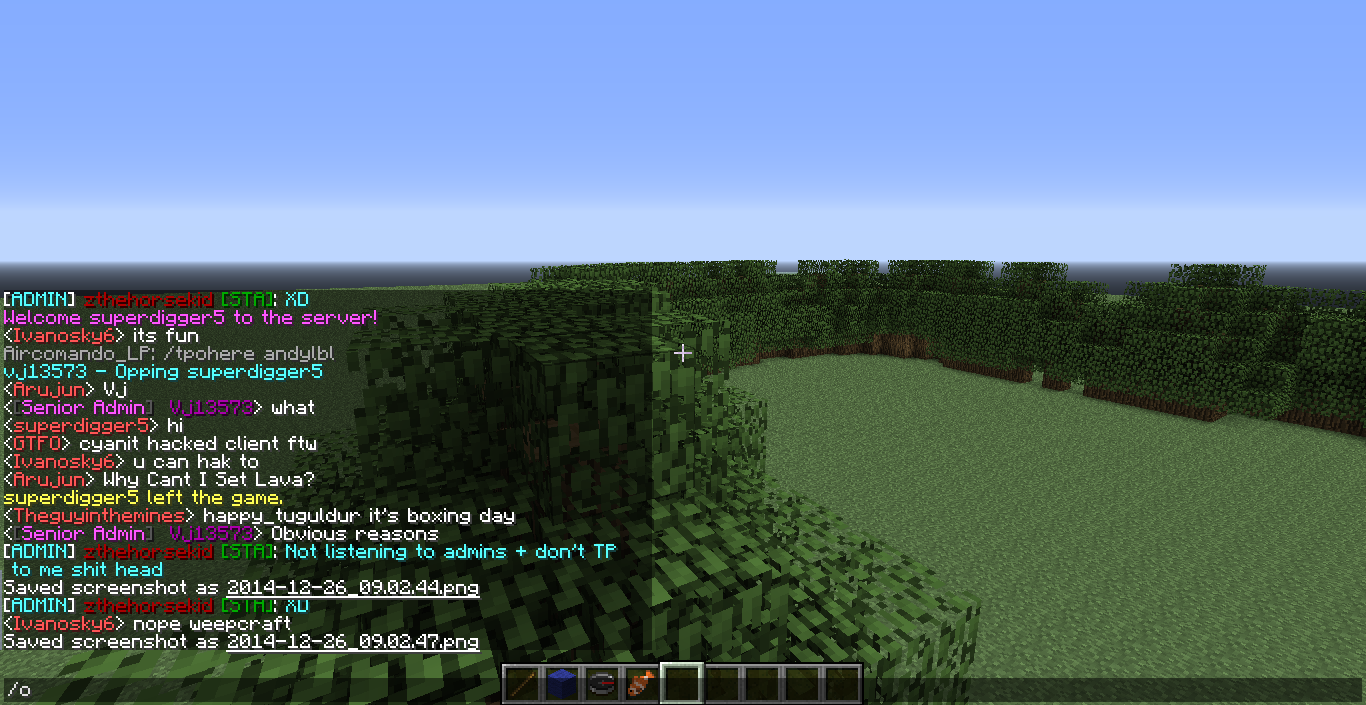 [ADMIN] zthehorsekid [STA]: XD
Welcome superdigger5 to the server!
<Ivanosky6> its fun
Aircomando_LP: /tpohere andylbl
vj13573 - Opping superdigger5
<Arujun> Vj
<[Senior Admin] Vj13573> what
<superdigger5> hi
<GTFO> cyanit hacked client ftw
<Ivanosky6> u can hak to
<Arujun> Why Cant I Set Lava?
superdigger5 left the game.
<Theguyinthemines> happy_tuguldur it's boxing day
<[Senior Admin] Vj13573> Obvious reasons
[ADMIN] zthehorsekid [STA]: Not listening to admins + don't TP
to me shit head
Saved screenshot as 2014-12-26_09.02.44.png
[ADMIN] zthehorsekid [STA]: XD
<Ivanosky6> nope weepcraft
Saved screenshot as 2014-12-26_09.02.47.png
/o